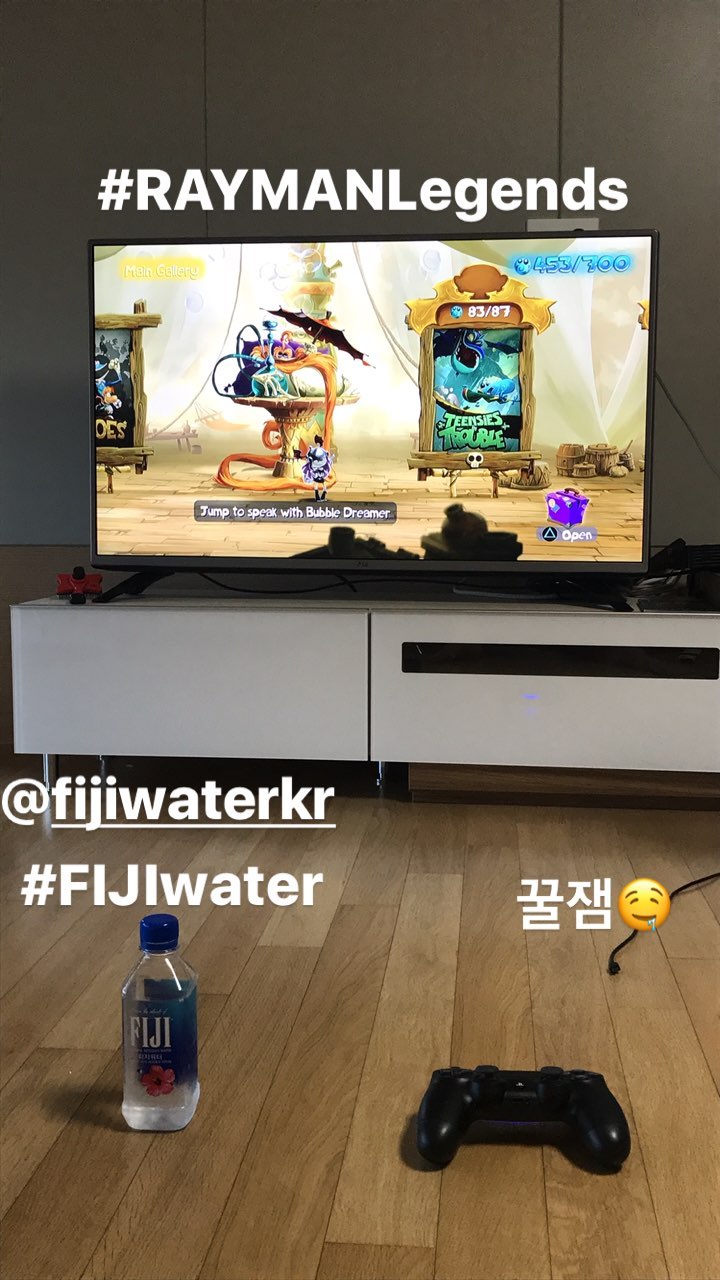 #RAYMANLegends
Main Gallery
453/700
83/87
OES
TEENSIES
TROUBLE
Jump to speak with Bubble Dreamer
Open
LG
@fijiwaterkr
#FIJIwater
꿀잼🤤
FIJI